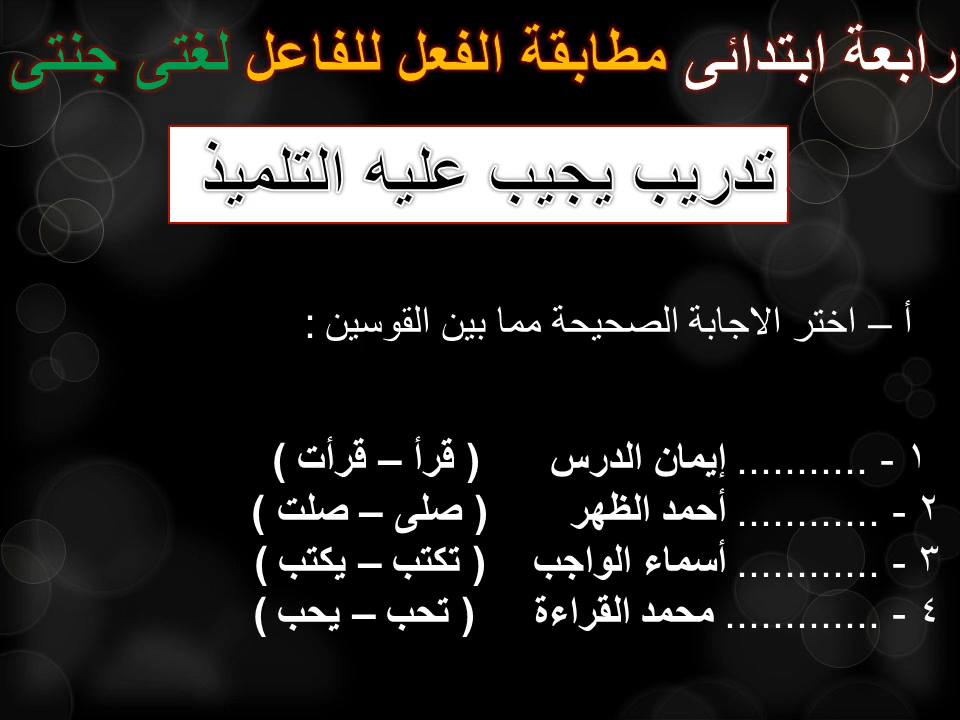 رابعة ابتدائى مطابقة الفعل للفاعل لغتى جنتى
تدريب يجيب عليه التلميذ
أ – اختر الاجابة الصحيحة مما بين القوسين :
١ - ........... إيمان الدرس ( قرأ – قرأت )
٢ - ............ أحمد الظهر ( صلى – صلت )
٣ - ............ أسماء الواجب ( تكتب – يكتب )
٤ - ............. محمد القراءة ( تحب – يحب )